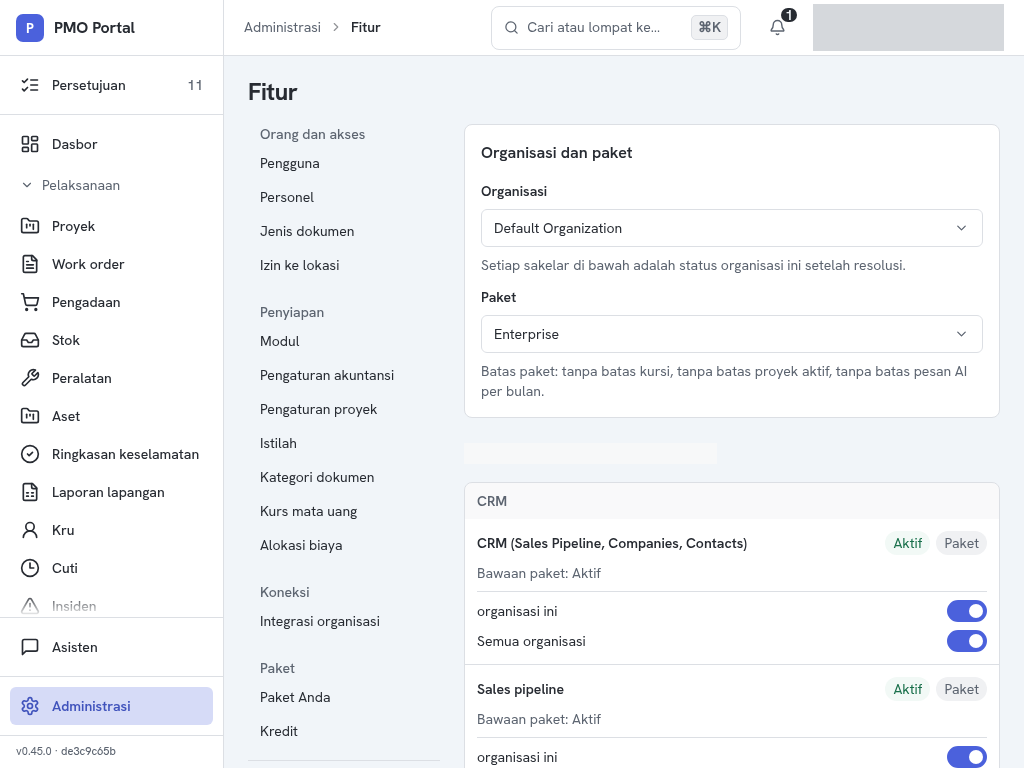 P PMO Portal
Administrasi > Fitur
Cari atau lompat ke... ⌘K
1
Persetujuan 11
Dasbor
Pelaksanaan
Proyek
Work order
Pengadaan
Stok
Peralatan
Aset
Ringkasan keselamatan
Laporan lapangan
Kru
Cuti
Insiden
Asisten
Administrasi
v0.45.0 · de3c9c65b
Fitur
Orang dan akses
Pengguna
Personel
Jenis dokumen
Izin ke lokasi
Penyiapan
Modul
Pengaturan akuntansi
Pengaturan proyek
Istilah
Kategori dokumen
Kurs mata uang
Alokasi biaya
Koneksi
Integrasi organisasi
Paket
Paket Anda
Kredit
Organisasi dan paket
Organisasi
Default Organization
Setiap sakelar di bawah adalah status organisasi ini setelah resolusi.
Paket
Enterprise
Batas paket: tanpa batas kursi, tanpa batas proyek aktif, tanpa batas pesan AI
per bulan.
CRM
CRM (Sales Pipeline, Companies, Contacts) Aktif Paket
Bawaan paket: Aktif
organisasi ini
Semua organisasi
Sales pipeline Aktif Paket
Bawaan paket: Aktif
organisasi ini